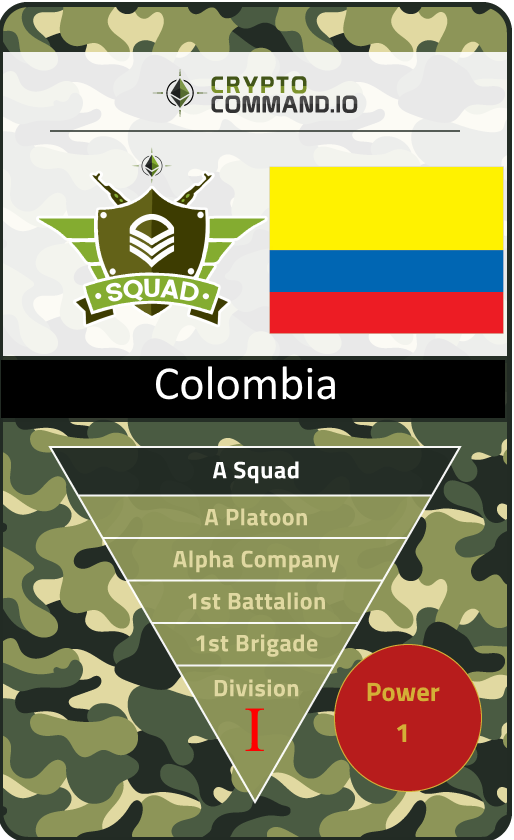 CRYPTO
COMMAND.IO
SQUAD
Colombia
A Squad
A Platoon
Alpha Company
1st Battalion
1st Brigade
Division
I
Power
1